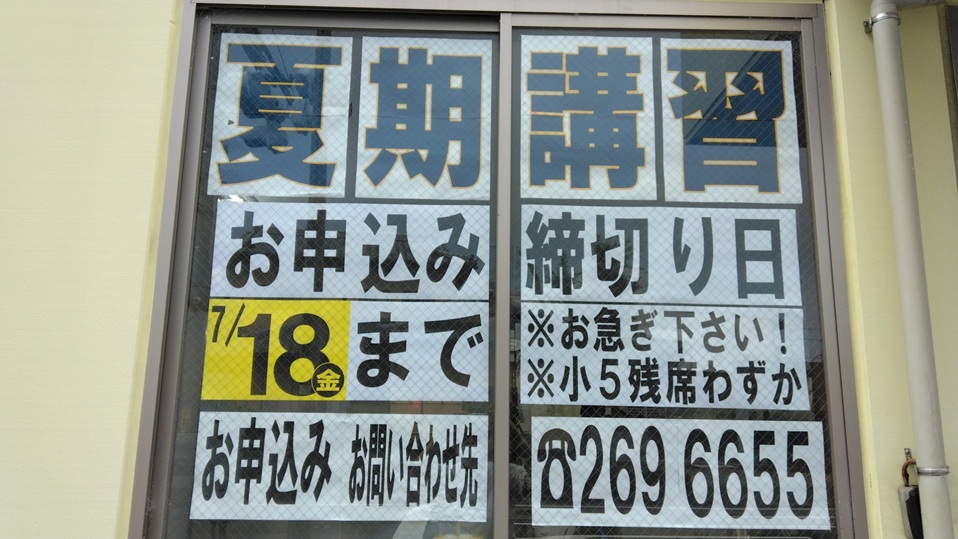 夏期講習
お申込み締切り日
7/18㊎まで
※お急ぎ下さい！
※小5残席わずか
お申込み お問い合わせ先
☎269 6655